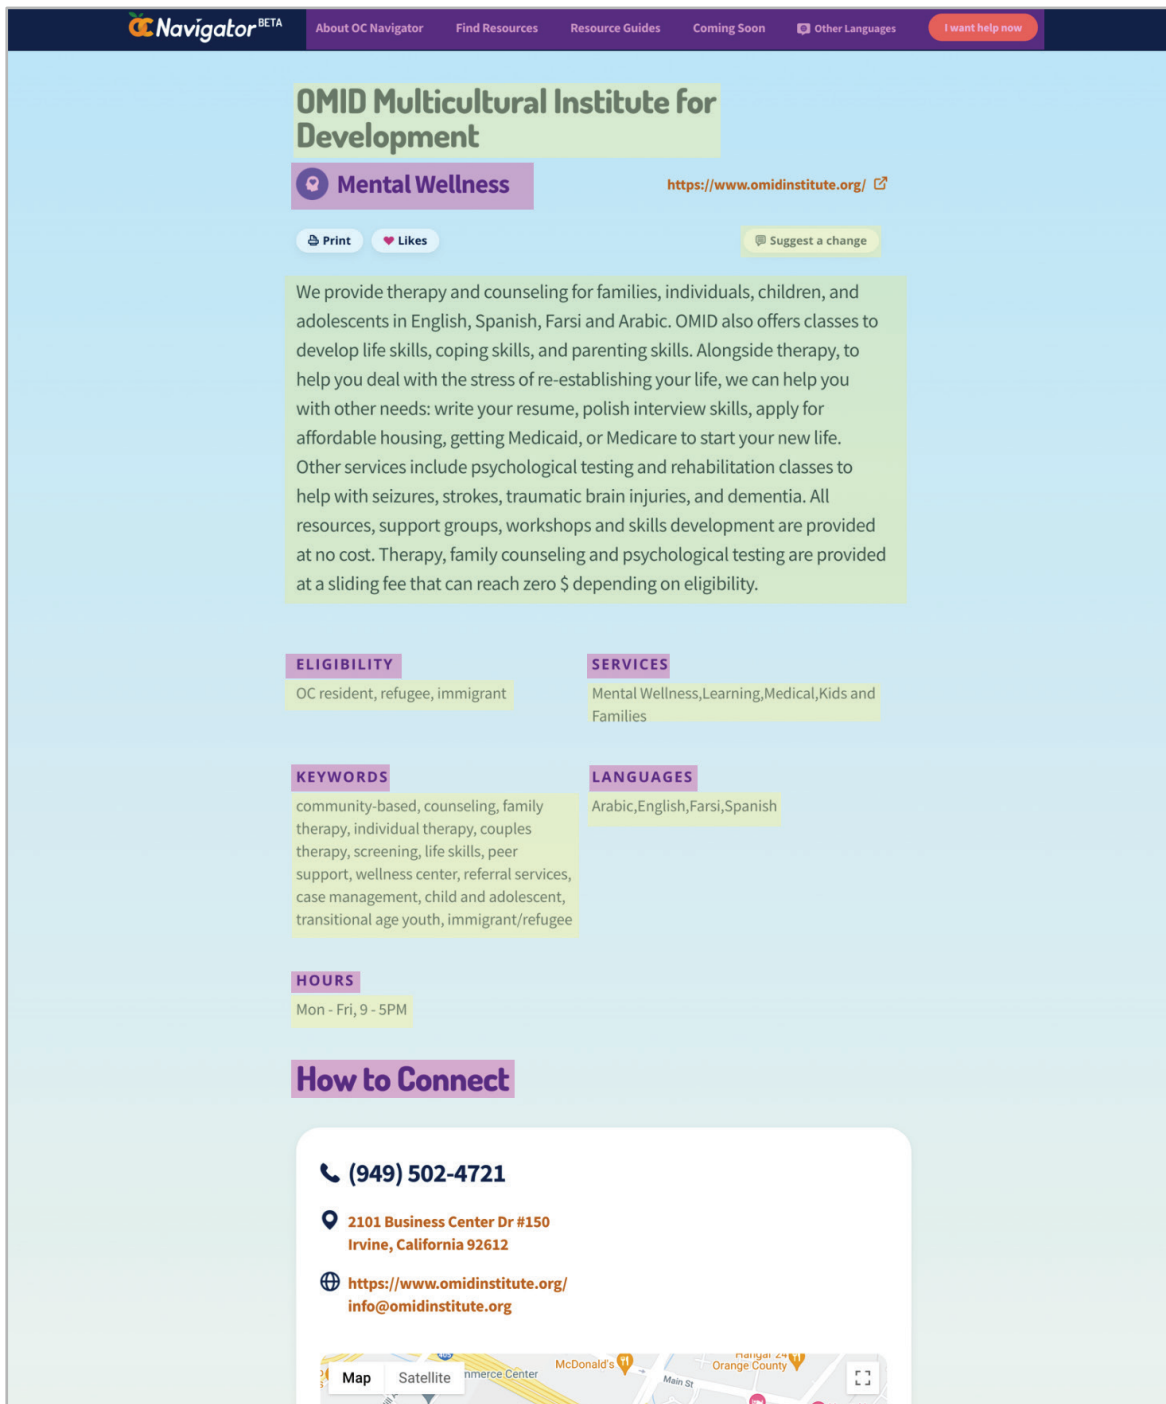 OC Navigator BETA About OC Navigator Find Resources Resource Guides Coming Soon Other Languages I want help now
OMID Multicultural Institute for
Development
Mental Wellness https://www.omidinstitute.org/
Print Likes Suggest a change
We provide therapy and counseling for families, individuals, children, and
adolescents in English, Spanish, Farsi and Arabic. OMID also offers classes to
develop life skills, coping skills, and parenting skills. Alongside therapy, to
help you deal with the stress of re-establishing your life, we can help you
with other needs: write your resume, polish interview skills, apply for
affordable housing, getting Medicaid, or Medicare to start your new life.
Other services include psychological testing and rehabilitation classes to
help with seizures, strokes, traumatic brain injuries, and dementia. All
resources, support groups, workshops and skills development are provided
at no cost. Therapy, family counseling and psychological testing are provided
at a sliding fee that can reach zero $ depending on eligibility.
ELIGIBILITY
OC resident, refugee, immigrant
SERVICES
Mental Wellness,Learning,Medical,Kids and
Families
KEYWORDS
community-based, counseling, family
therapy, individual therapy, couples
therapy, screening, life skills, peer
support, wellness center, referral services,
case management, child and adolescent,
transitional age youth, immigrant/refugee
LANGUAGES
Arabic,English,Farsi,Spanish
HOURS
Mon - Fri, 9 - 5PM
How to Connect
(949) 502-4721
2101 Business Center Dr #150
Irvine, California 92612
https://www.omidinstitute.org/
info@omidinstitute.org
Map Satellite
Center
McDonald's
Main St
Orange County